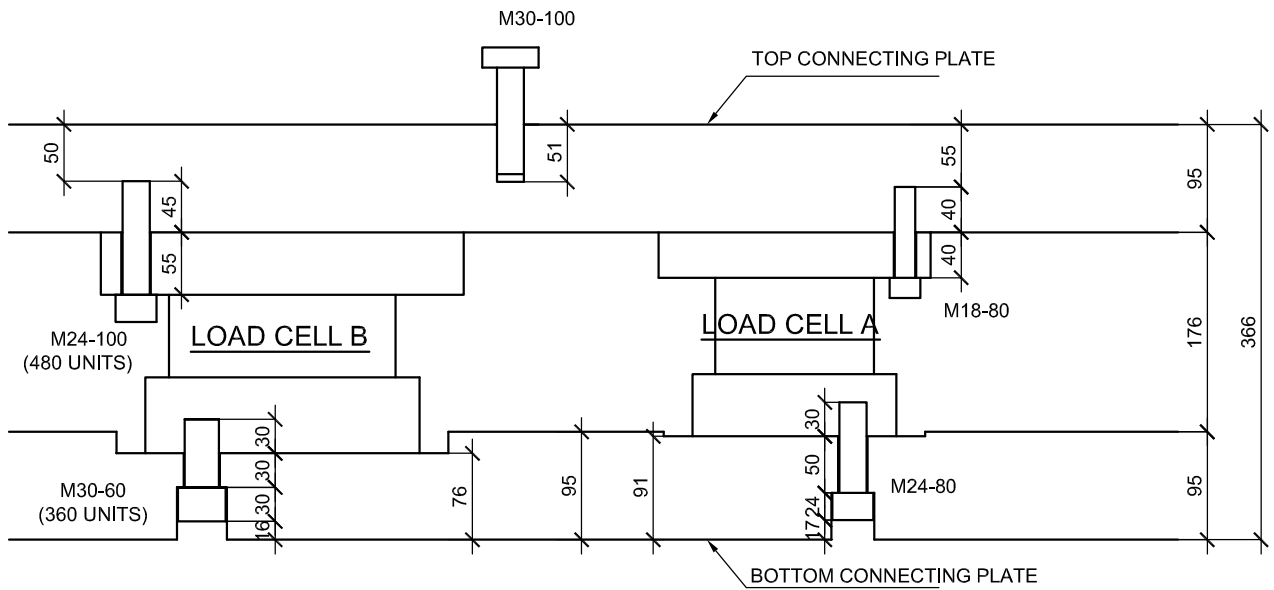 M30-100
TOP CONNECTING PLATE
50
45
55
51
55
40
40
95
M24-100
(480 UNITS)
LOAD CELL B
LOAD CELL A
M18-80
176
366
M30-60
(360 UNITS)
30
30
30
16
76
95
91
30
50
24
17
M24-80
95
BOTTOM CONNECTING PLATE